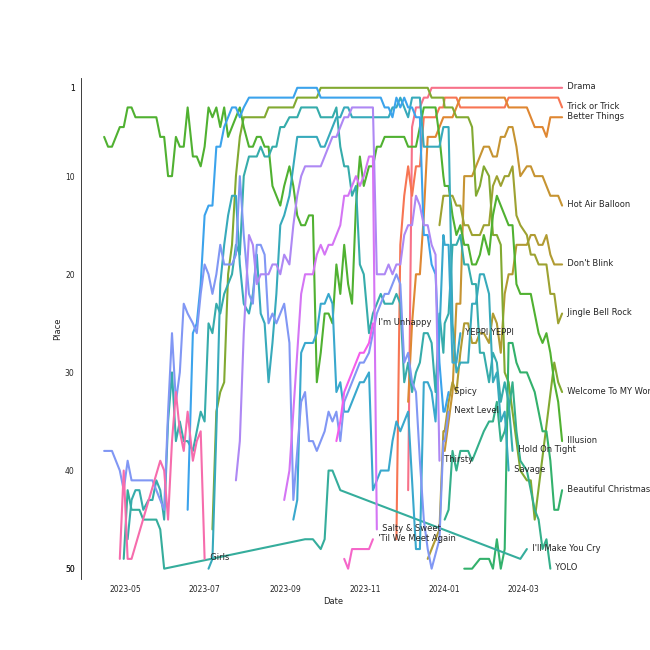 1
Drama
Trick or Trick
Better Things
10
Hot Air Balloon
Don't Blink
20
Jingle Bell Rock
I'm Unhappy
YEPPI YEPPI
Place
30
Spicy
Welcome To MY Wor
Next Level
Illusion
40
Hold On Tight
Thirsty
Savage
Beautiful Christmas
Salty & Sweet
'Til We Meet Again
I'll Make You Cry
Girls
50
YOLO
2023-05
2023-07
2023-09
2023-11
2024-01
2024-03
Date